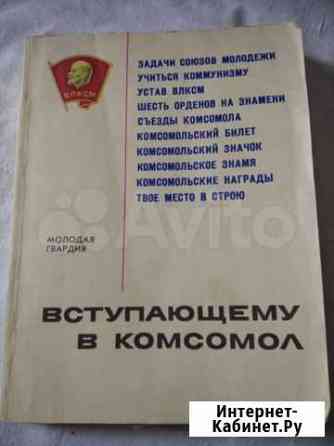 ВЛКСМ
ЗАДАЧИ СОЮЗОВ МОЛОДЕЖИ
УЧИТЬСЯ КОММУНИЗМУ
УСТАВ ВЛКСМ
ШЕСТЬ ОРДЕНОВ НА ЗНАМЕНИ
СЪЕЗДЫ КОМСОМОЛА
КОМСОМОЛЬСКИЙ БИЛЕТ
КОМСОМОЛЬСКИЙ ЗНАЧОК
КОМСОМОЛЬСКОЕ ЗНАМЯ
КОМСОМОЛЬСКИЕ НАГРАДЫ
ТВОЕ МЕСТО В СТРОЮ
МОЛОДАЯ
ГВАРДИЯ
Avito
ВСТУПАЮЩЕМУ
В КОМСОМОЛ
Интернет-
Кабинет.Ру